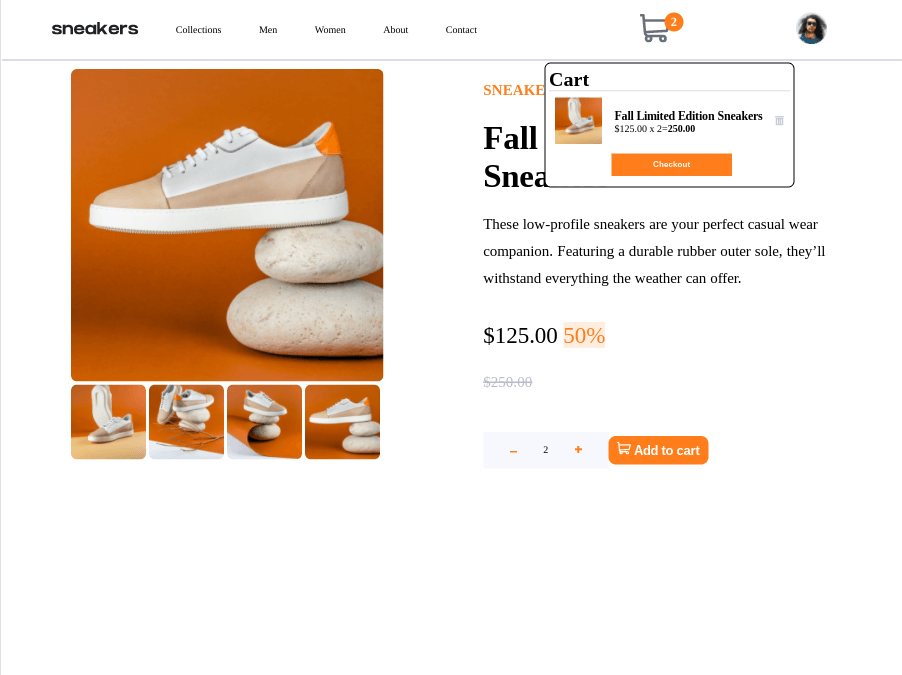 sneakers
Collections
Men
Women
About
Contact
2
Cart
Fall Limited Edition Sneakers
$125.00 x 2=250.00
Checkout
SNEAKE
Fall
Snea
These low-profile sneakers are your perfect casual wear
companion. Featuring a durable rubber outer sole, they’ll
withstand everything the weather can offer.
$125.00 50%
$250.00
– 2 +
Add to cart